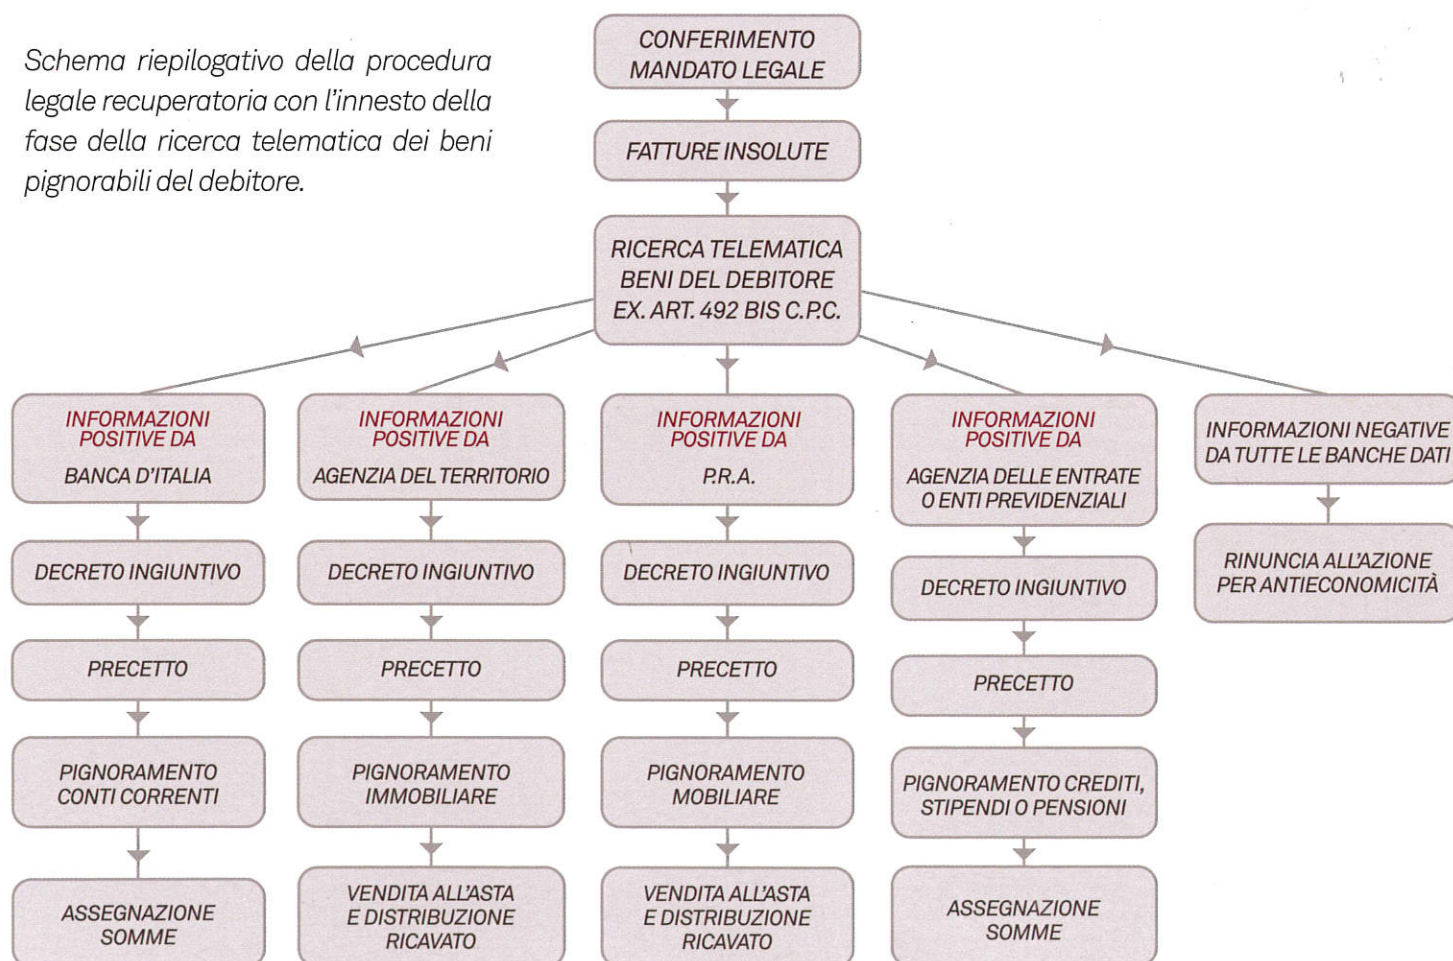 Schema riepilogativo della procedura
legale recuperatoria con l'innesto della
fase della ricerca telematica dei beni
pignorabili del debitore.
CONFERIMENTO
MANDATO LEGALE
FATTURE INSOLUTE
RICERCA TELEMATICA
BENI DEL DEBITORE
EX. ART. 492 BIS C.P.C.
INFORMAZIONI
POSITIVE DA
BANCA D'ITALIA
DECRETO INGIUNTIVO
PRECETTO
PIGNORAMENTO
CONTI CORRENTI
ASSEGNAZIONE
SOMME
INFORMAZIONI
POSITIVE DA
AGENZIA DEL TERRITORIO
DECRETO INGIUNTIVO
PRECETTO
PIGNORAMENTO
IMMOBILIARE
VENDITA ALL'ASTA
E DISTRIBUZIONE
RICAVATO
INFORMAZIONI
POSITIVE DA
P.R.A.
DECRETO INGIUNTIVO
PRECETTO
PIGNORAMENTO
MOBILIARE
VENDITA ALL'ASTA
E DISTRIBUZIONE
RICAVATO
INFORMAZIONI
POSITIVE DA
AGENZIA DELLE ENTRATE
O ENTI PREVIDENZIALI
DECRETO INGIUNTIVO
PRECETTO
PIGNORAMENTO CREDITI,
STIPENDI O PENSIONI
ASSEGNAZIONE
SOMME
INFORMAZIONI NEGATIVE
DA TUTTE LE BANCHE DATI
RINUNCIA ALL'AZIONE
PER ANTIECONOMICITÀ